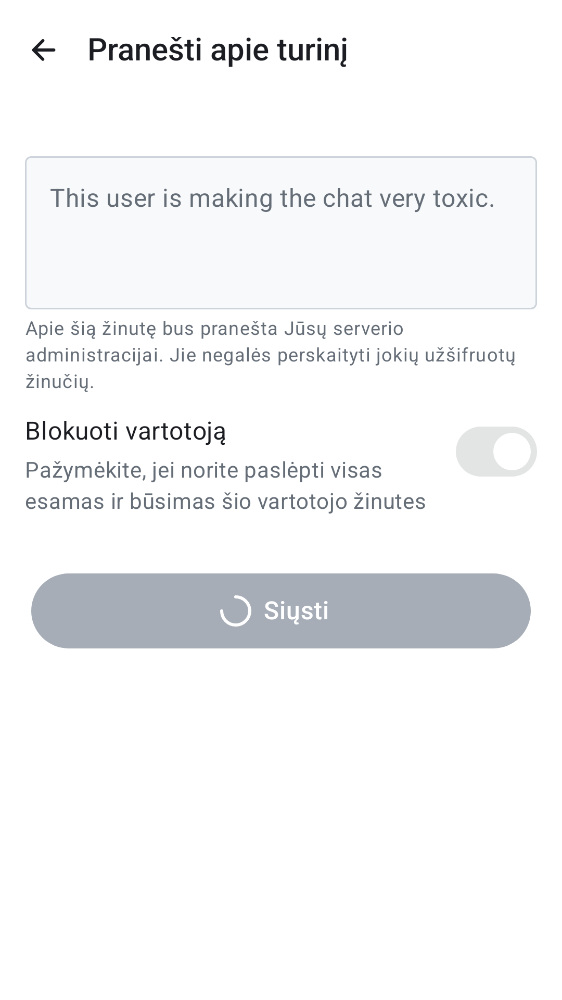 Pranešti apie turinį
This user is making the chat very toxic.
Apie šią žinutę bus pranešta Jūsų serverio
administracijai. Jie negalės perskaityti jokių užšifruotų
žinučių.
Blokuoti vartotoją
Pažymėkite, jei norite paslėpti visas
esamas ir būsimas šio vartotojo žinutes
Siųsti